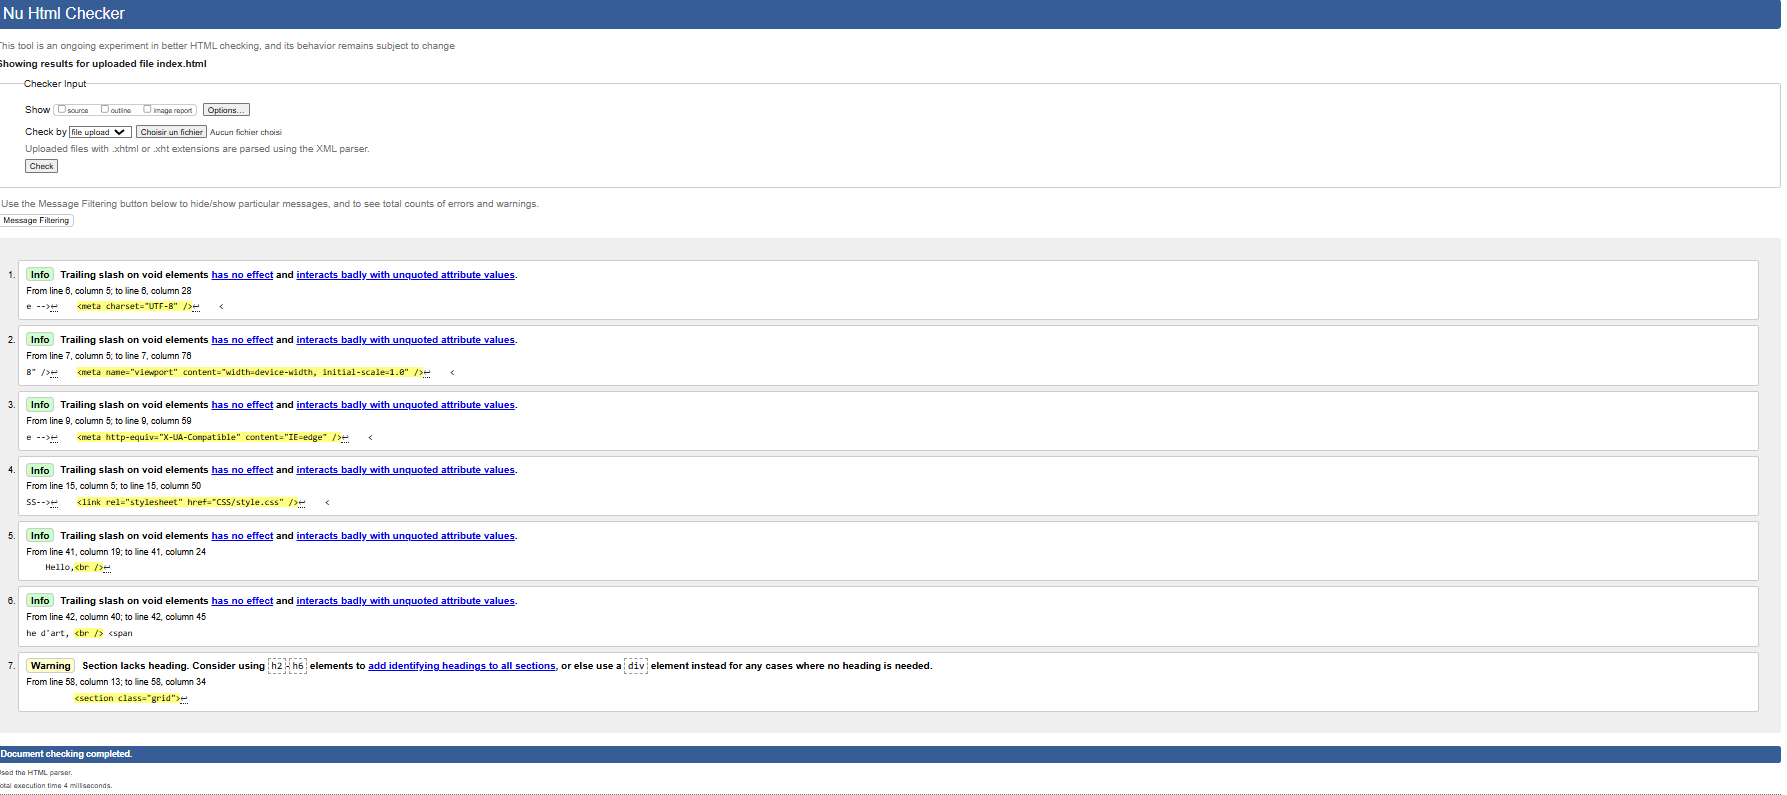 Nu Html Checker
This tool is an ongoing experiment in better HTML checking, and its behavior remains subject to change
Showing results for uploaded file index.html
Checker Input
Show source outline image report Options...
Check by file upload Choisir un fichier Aucun fichier choisi
Uploaded files with .xhtml or .xht extensions are parsed using the XML parser.
Check
Use the Message Filtering button below to hide/show particular messages, and to see total counts of errors and warnings.
Message Filtering
1. Info Trailing slash on void elements has no effect and interacts badly with unquoted attribute values.
From line 6, column 5; to line 6, column 28
e -->↩ <meta charset="UTF-8" />↩ <
2. Info Trailing slash on void elements has no effect and interacts badly with unquoted attribute values.
From line 7, column 5; to line 7, column 76
8" />↩ <meta name="viewport" content="width=device-width, initial-scale=1.0" />↩ <
3. Info Trailing slash on void elements has no effect and interacts badly with unquoted attribute values.
From line 9, column 5; to line 9, column 59
e -->↩ <meta http-equiv="X-UA-Compatible" content="IE=edge" />↩ <
4. Info Trailing slash on void elements has no effect and interacts badly with unquoted attribute values.
From line 15, column 5; to line 15, column 50
SS-->↩ <link rel="stylesheet" href="CSS/style.css" />↩ <
5. Info Trailing slash on void elements has no effect and interacts badly with unquoted attribute values.
From line 41, column 19; to line 41, column 24
Hello,<br />↩
6. Info Trailing slash on void elements has no effect and interacts badly with unquoted attribute values.
From line 42, column 40; to line 42, column 45
he d'art, <br /> <span
7. Warning Section lacks heading. Consider using h2-h6 elements to add identifying headings to all sections, or else use a div element instead for any cases where no heading is needed.
From line 58, column 13; to line 58, column 34
<section class="grid">↩
Document checking completed.
Used the HTML parser.
Total execution time 4 milliseconds.